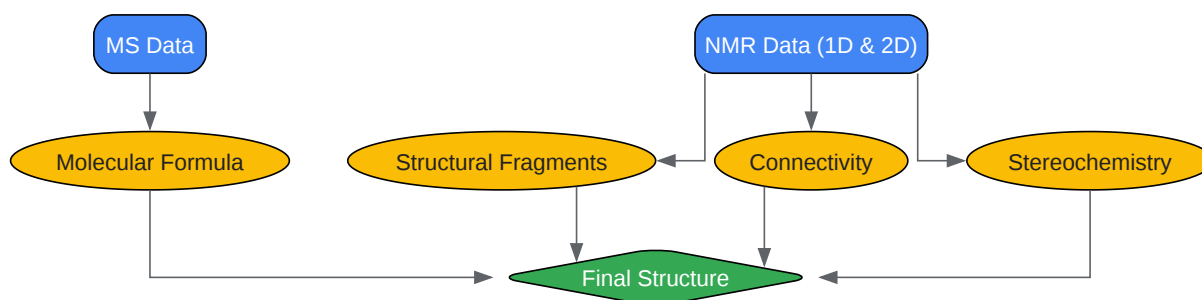 MS Data
NMR Data (1D & 2D)
Molecular Formula
Structural Fragments
Connectivity
Stereochemistry
Final Structure